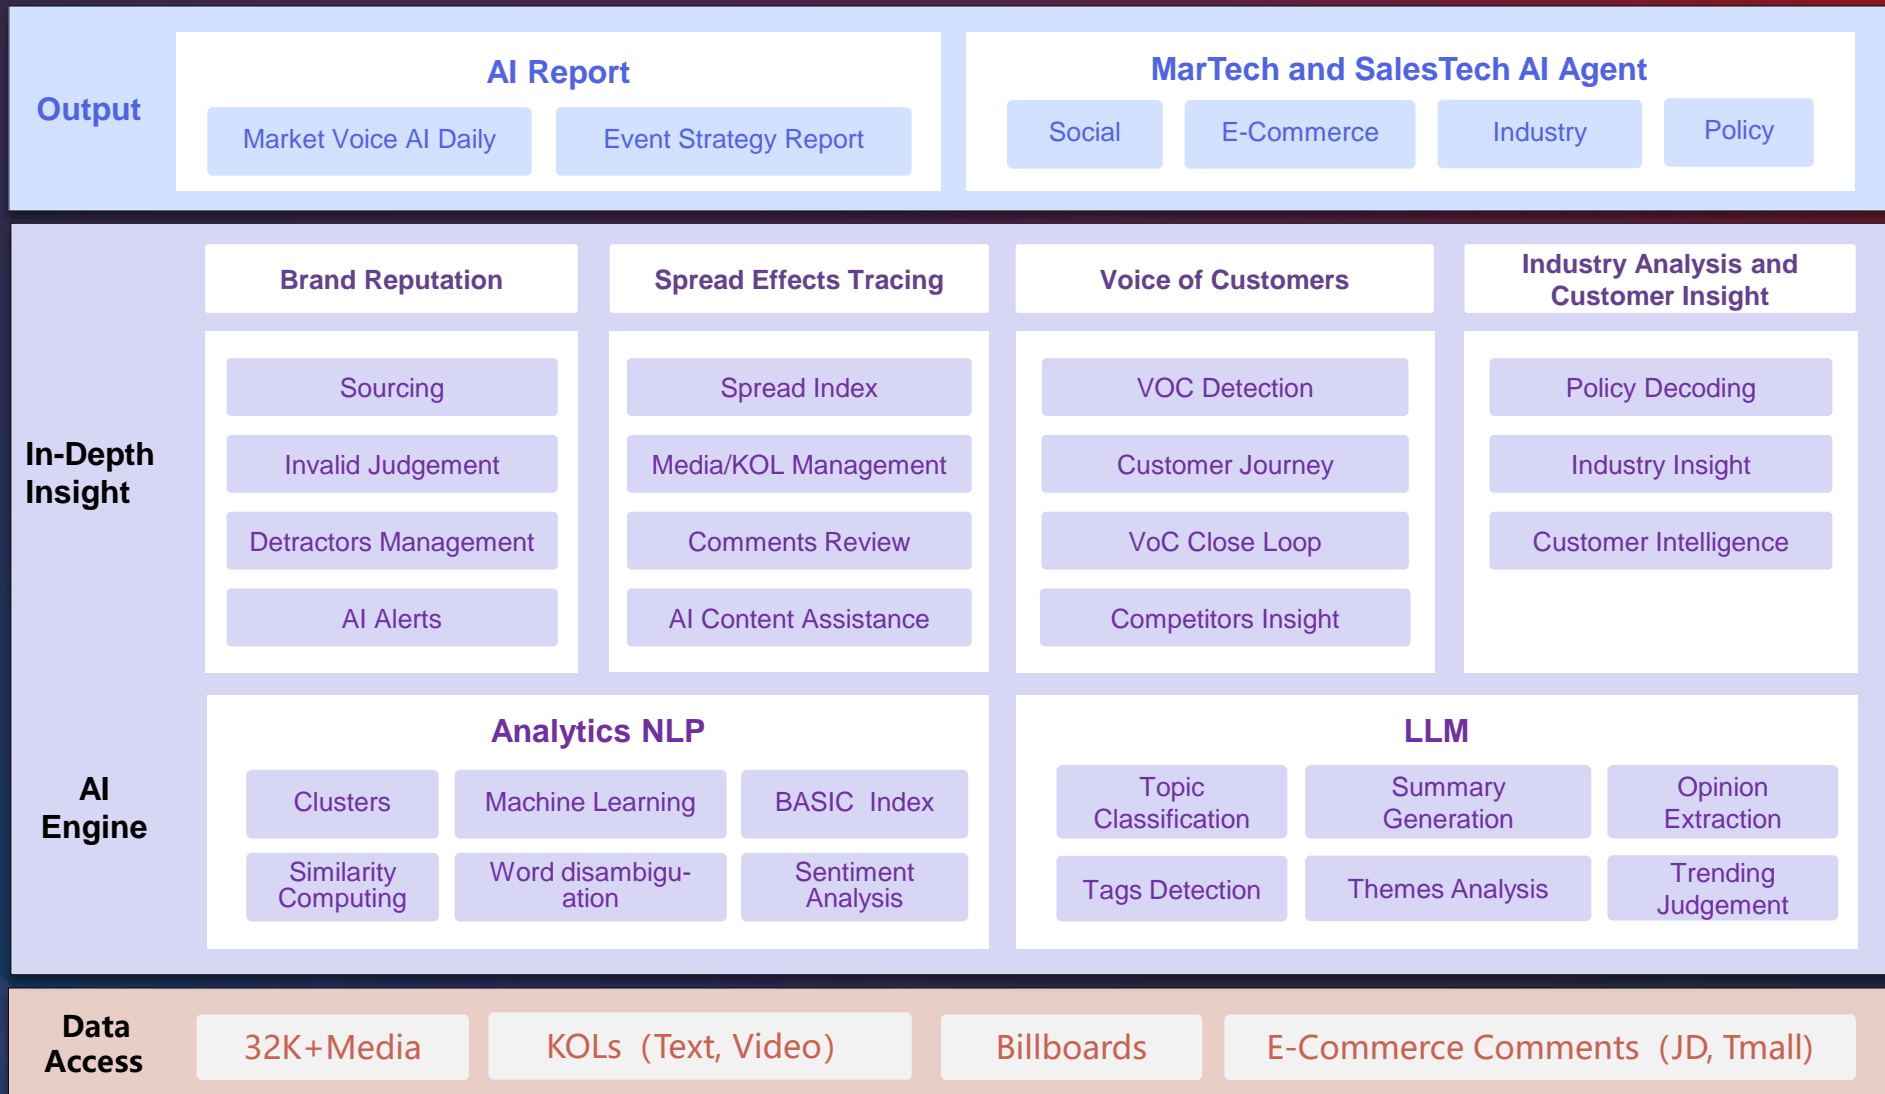 Output
AI Report
Market Voice AI Daily
Event Strategy Report
MarTech and SalesTech AI Agent
Social
E-Commerce
Industry
Policy
In-Depth
Insight
Brand Reputation
Sourcing
Invalid Judgement
Detractors Management
AI Alerts
Spread Effects Tracing
Spread Index
Media/KOL Management
Comments Review
AI Content Assistance
Voice of Customers
VOC Detection
Customer Journey
VoC Close Loop
Competitors Insight
Industry Analysis and
Customer Insight
Policy Decoding
Industry Insight
Customer Intelligence
AI
Engine
Analytics NLP
Clusters
Machine Learning
BASIC  Index
Similarity
Computing
Word disambigu-
ation
Sentiment
Analysis
LLM
Topic
Classification
Summary
Generation
Opinion
Extraction
Tags Detection
Themes Analysis
Trending
Judgement
Data
Access
32K+Media
KOLs（Text, Video）
Billboards
E-Commerce Comments（JD, Tmall)